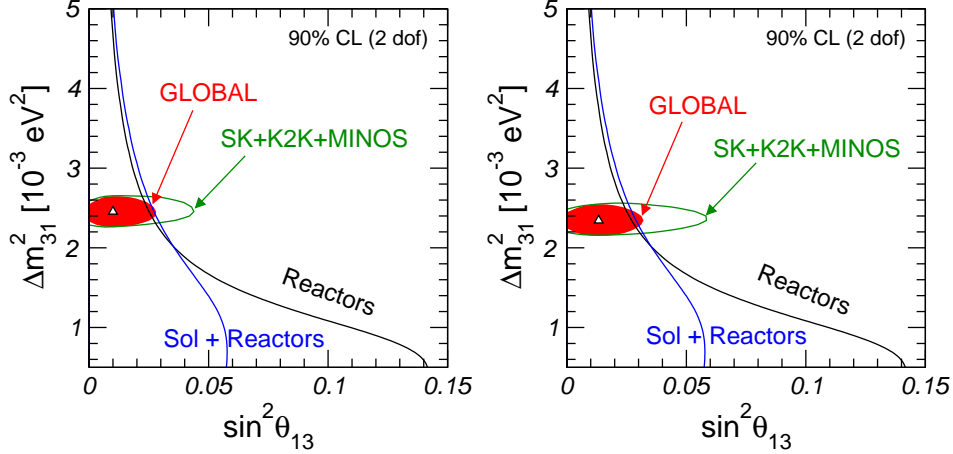 5
4
3
2
1
0
0.05
0.1
0.15
Δm²₃₁ [10⁻³ eV²]
sin²θ₁₃
90% CL (2 dof)
GLOBAL
SK+K2K+MINOS
Reactors
Sol + Reactors
5
4
3
2
1
0
0.05
0.1
0.15
Δm²₃₁ [10⁻³ eV²]
sin²θ₁₃
90% CL (2 dof)
GLOBAL
SK+K2K+MINOS
Reactors
Sol + Reactors